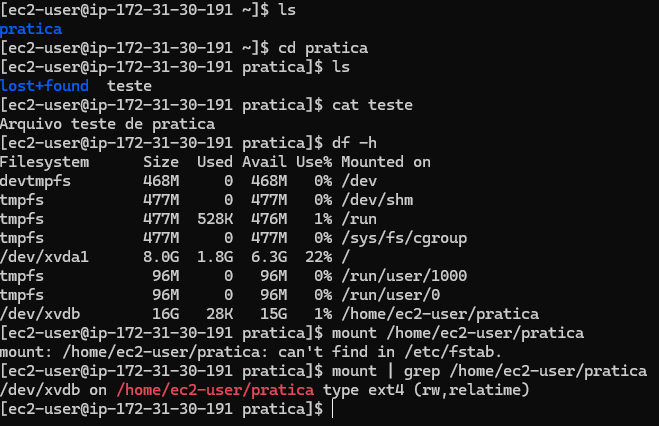 [ec2-user@ip-172-31-30-191 ~]$ ls
pratica
[ec2-user@ip-172-31-30-191 ~]$ cd pratica
[ec2-user@ip-172-31-30-191 pratica]$ ls
lost+found  teste
[ec2-user@ip-172-31-30-191 pratica]$ cat teste
Arquivo teste de pratica
[ec2-user@ip-172-31-30-191 pratica]$ df -h
Filesystem      Size  Used Avail Use% Mounted on
devtmpfs        468M     0  468M   0% /dev
tmpfs           477M     0  477M   0% /dev/shm
tmpfs           477M  528K  476M   1% /run
tmpfs           477M     0  477M   0% /sys/fs/cgroup
/dev/xvda1      8.0G  1.8G  6.3G  22% /
tmpfs            96M     0   96M   0% /run/user/1000
tmpfs            96M     0   96M   0% /run/user/0
/dev/xvdb        16G   28K   15G   1% /home/ec2-user/pratica
[ec2-user@ip-172-31-30-191 pratica]$ mount /home/ec2-user/pratica
mount: /home/ec2-user/pratica: can't find in /etc/fstab.
[ec2-user@ip-172-31-30-191 pratica]$ mount | grep /home/ec2-user/pratica
/dev/xvdb on /home/ec2-user/pratica type ext4 (rw,relatime)
[ec2-user@ip-172-31-30-191 pratica]$